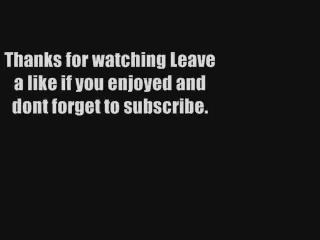 Thanks for watching Leave
a like if you enjoyed and
dont forget to subscribe.